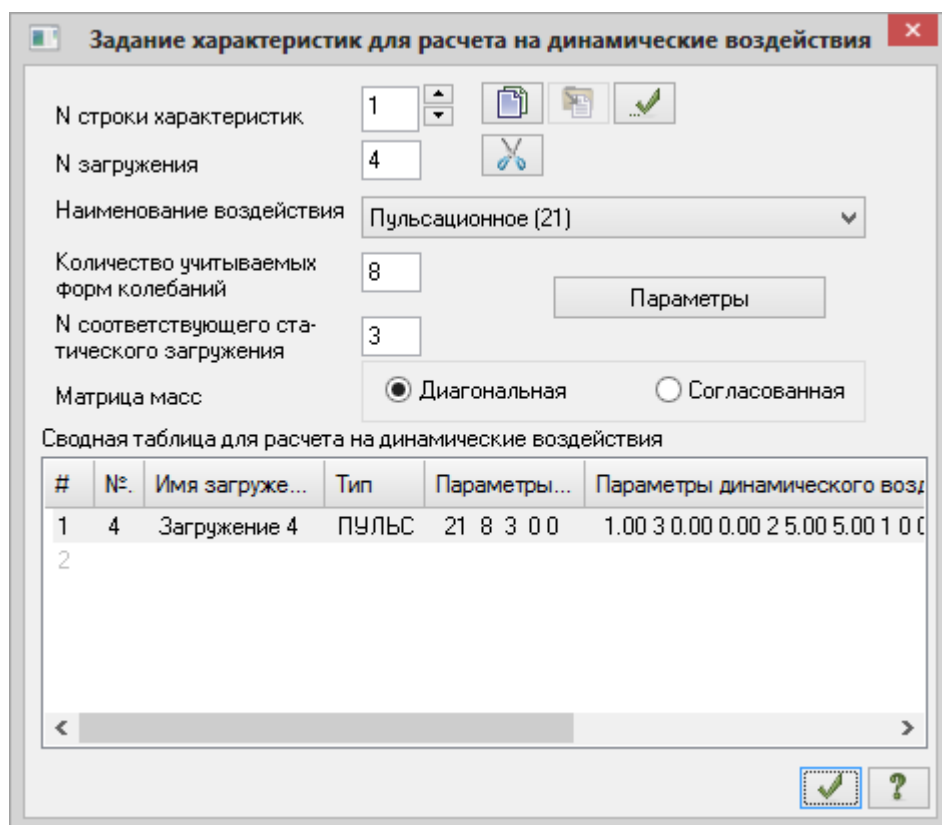 Задание характеристик для расчета на динамические воздействия
N строки характеристик
1
N загружения
4
Наименование воздействия
Пульсационное (21)
Количество учитываемых
форм колебаний
8
Параметры
N соответствующего ста-
тического загружения
3
Матрица масс
Диагональная
Согласованная
Сводная таблица для расчета на динамические воздействия
# №. Имя загруже... Тип Параметры... Параметры динамического возд
1 4 Загружение 4 ПУЛЬС 21 8 3 0 0 1.00 3 0.00 0.00 2 5.00 5.00 1 0 0
2